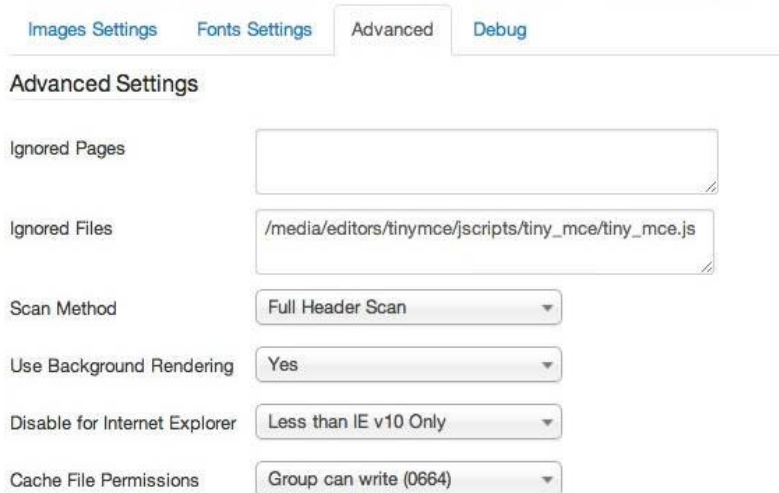 Images Settings Fonts Settings Advanced Debug
Advanced Settings
Ignored Pages
Ignored Files /media/editors/tinymce/jscripts/tiny_mce/tiny_mce.js
Scan Method Full Header Scan
Use Background Rendering Yes
Disable for Internet Explorer Less than IE v10 Only
Cache File Permissions Group can write (0664)